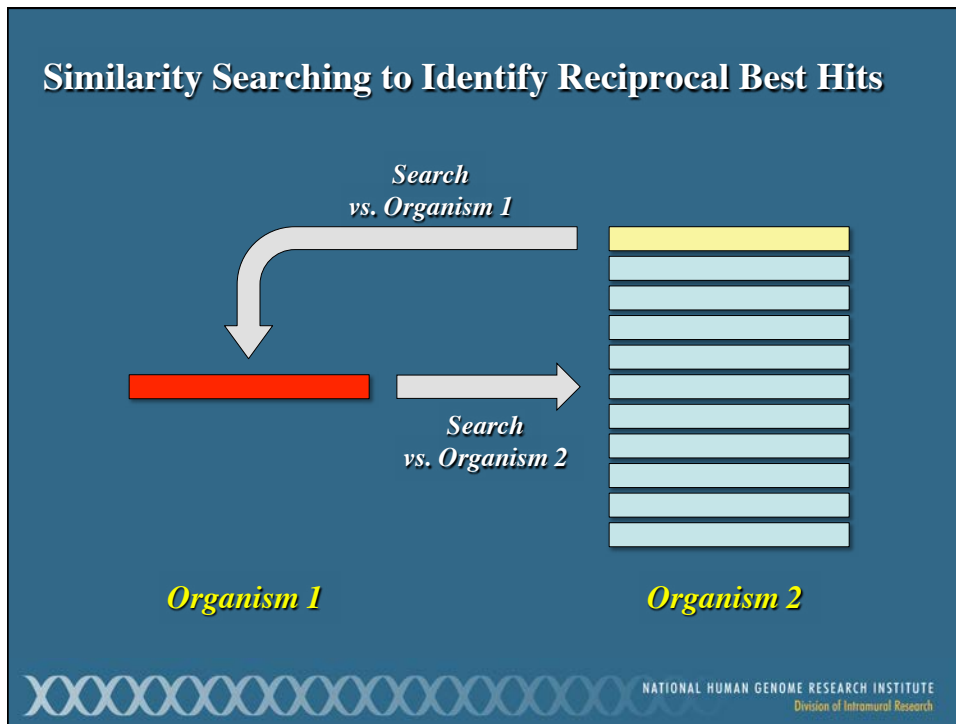 Similarity Searching to Identify Reciprocal Best Hits
Search
vs. Organism 1
Search
vs. Organism 2
Organism 1
Organism 2
NATIONAL HUMAN GENOME RESEARCH INSTITUTE
Division of Intramural Research